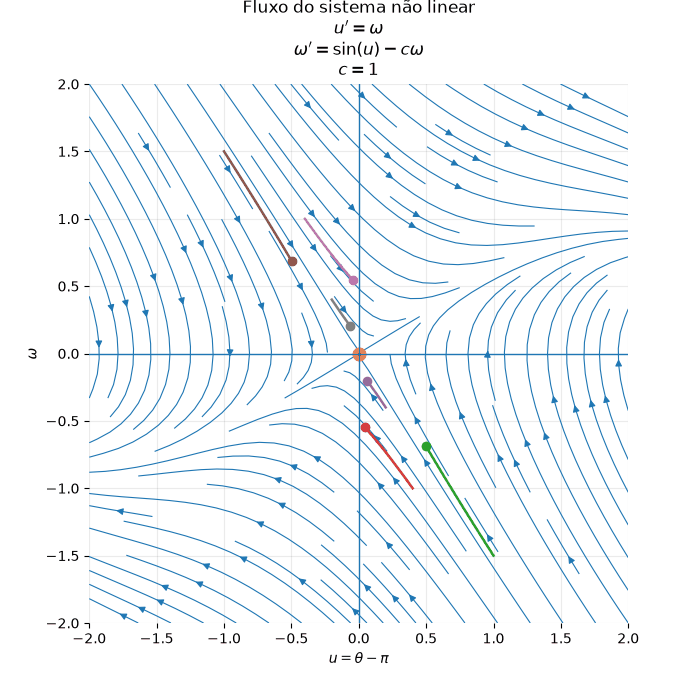 Fluxo do sistema não linear
u′ = ω
ω′ = sin(u) − cω
c = 1
2.0
1.5
1.0
0.5
0.0
−0.5
−1.0
−1.5
−2.0
ω
−2.0 −1.5 −1.0 −0.5 0.0 0.5 1.0 1.5 2.0
u = θ − π